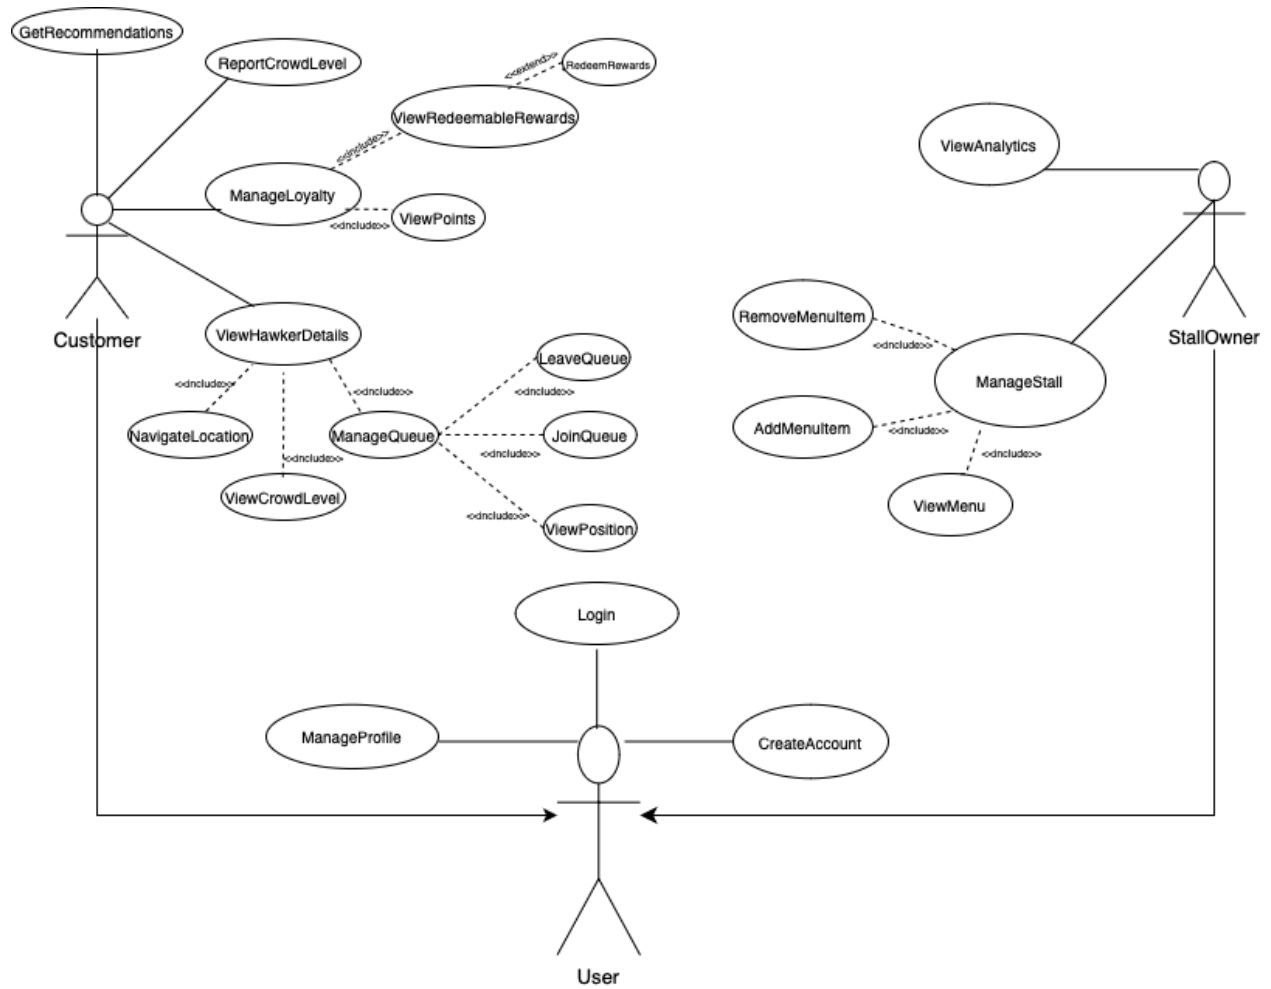 GetRecommendations
ReportCrowdLevel
<<extend>>
RedeemRewards
ViewRedeemableRewards
<<include>>
ManageLoyalty
ViewPoints
<<include>>
ViewAnalytics
Customer
StallOwner
ViewHawkerDetails
<<include>>
<<include>>
NavigateLocation
<<include>>
ViewCrowdLevel
ManageQueue
LeaveQueue
<<include>>
JoinQueue
<<include>>
<<include>>
ViewPosition
RemoveMenuItem
<<include>>
ManageStall
AddMenuItem
<<include>>
<<include>>
ViewMenu
Login
ManageProfile
CreateAccount
User